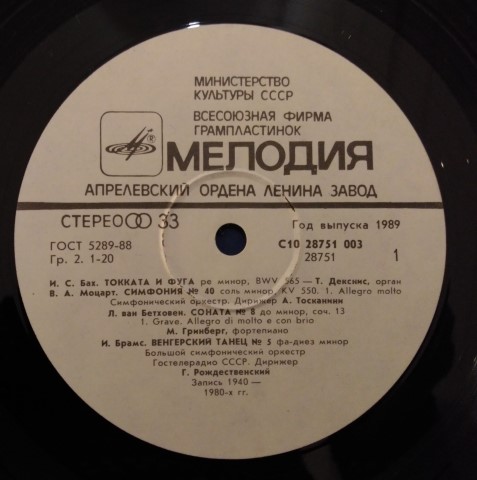 МИНИСТЕРСТВО
КУЛЬТУРЫ СССР
ВСЕСОЮЗНАЯ ФИРМА
ГРАМПЛАСТИНОК
МЕЛОДИЯ
АПРЕЛЕВСКИЙ ОРДЕНА ЛЕНИНА ЗАВОД
СТЕРЕО 33
Год выпуска 1989
ГОСТ 5289-88
С10 28751 003
Гр. 2. 1-20
28751
1
И. С. Бах. ТОККАТА И ФУГА ре минор, BWV 565 — Т. Декснис, орган
В. А. Моцарт. СИМФОНИЯ № 40 соль минор, KV 550. 1. Allegro molto
Симфонический оркестр. Дирижер А. Тосканини
Л. ван Бетховен. СОНАТА № 8 до минор, соч. 13
1. Grave. Allegro di molto e con brio
М. Гринберг, фортепиано
И. Брамс. ВЕНГЕРСКИЙ ТАНЕЦ № 5 фа-диез минор
Большой симфонический оркестр
Гостелерадио СССР. Дирижер
Г. Рождественский
Запись 1940 —
1980-х гг.